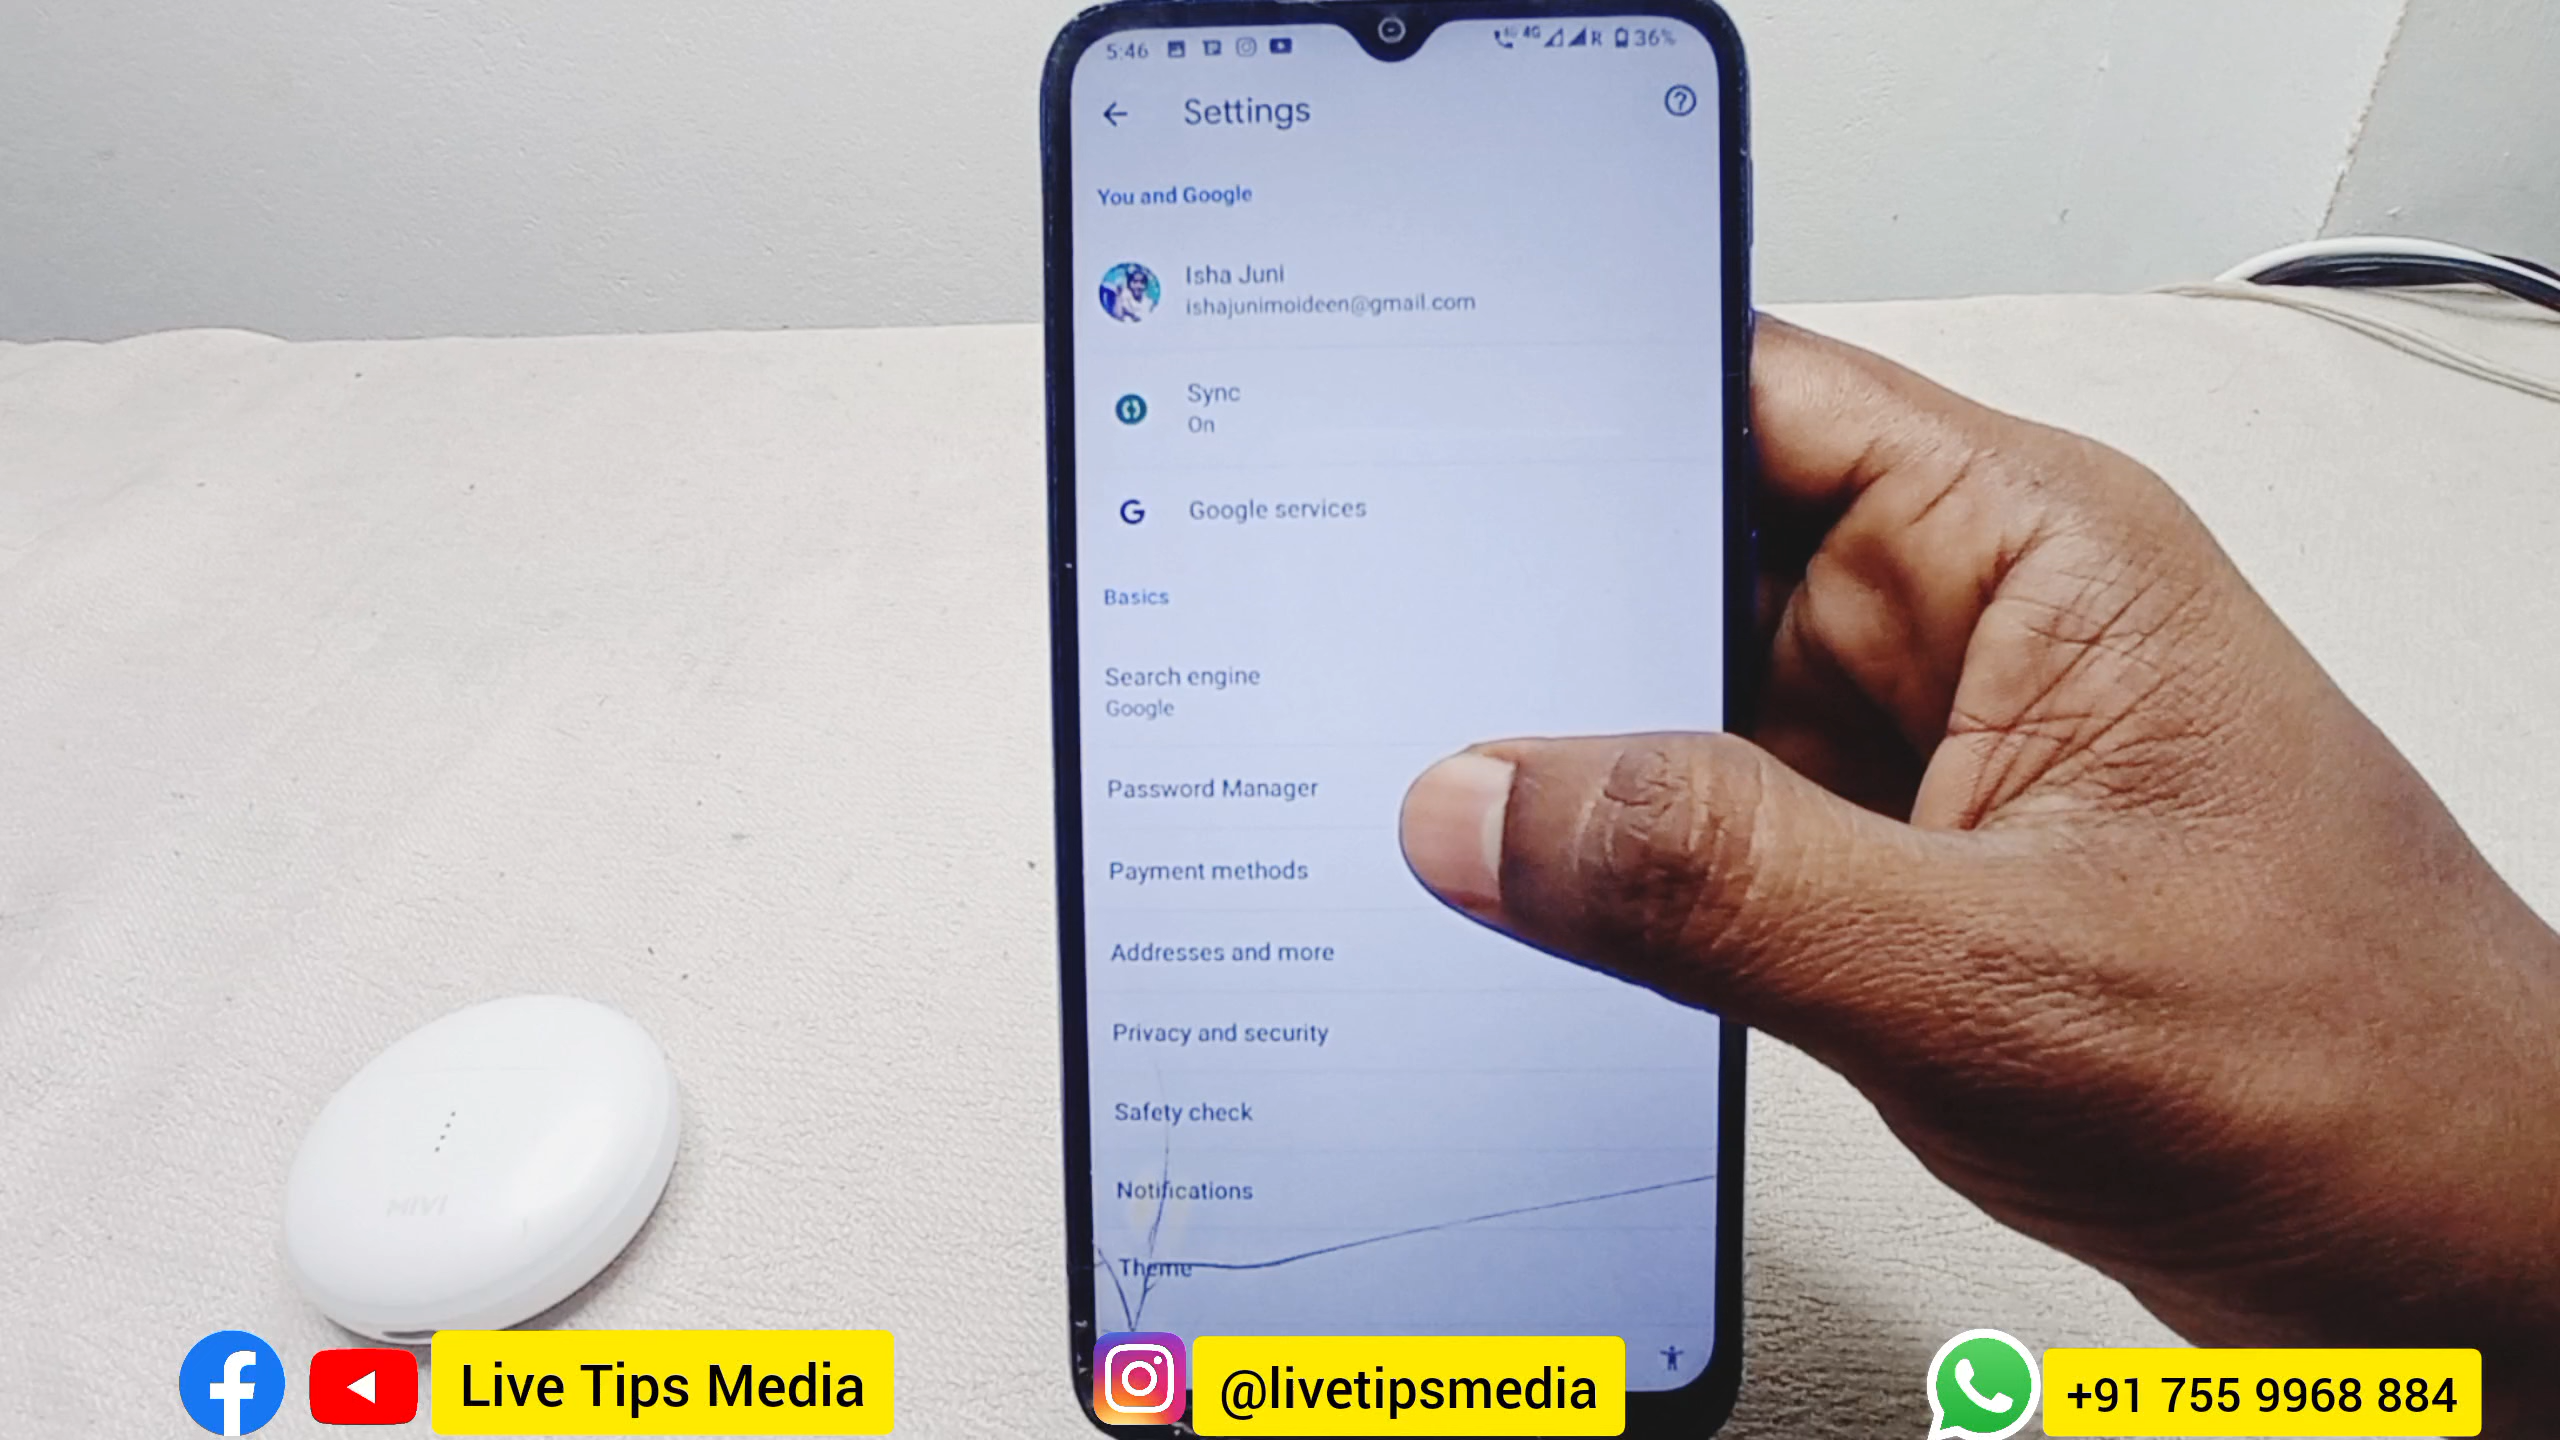 5:46
4G R 36%
Settings
You and Google
Isha Juni
ishajunimoideen@gmail.com
Sync
On
Google services
Basics
Search engine
Google
Password Manager
Payment methods
Addresses and more
Privacy and security
Safety check
Notifications
Theme
MIVI
Live Tips Media
@livetipsmedia
+91 755 9968 884